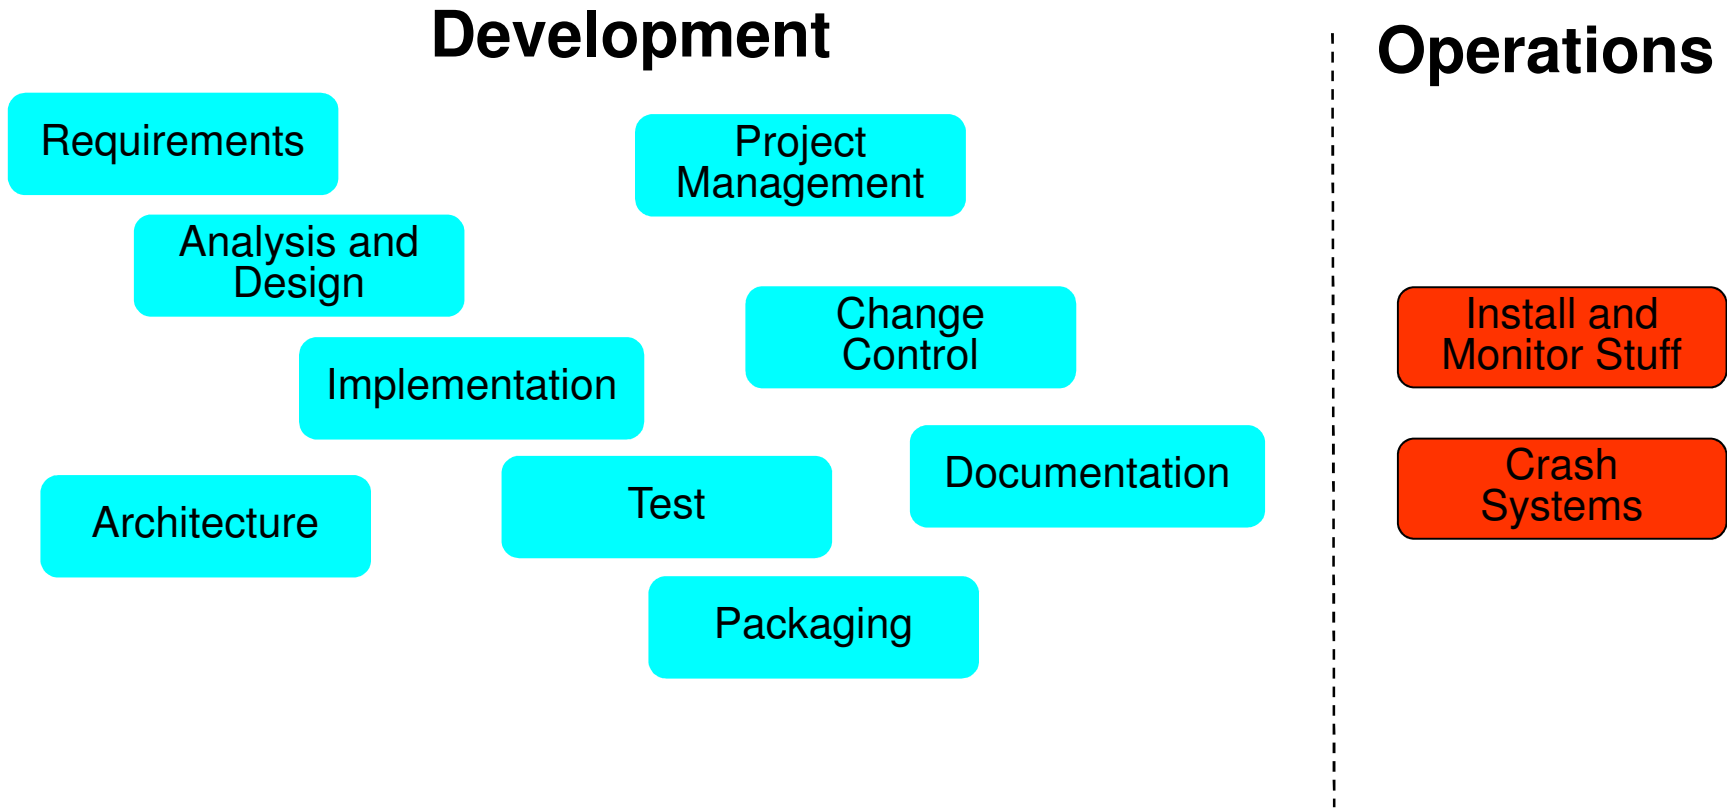 Development
Operations
Requirements
Project
Management
Analysis and
Design
Change
Control
Install and
Monitor Stuff
Implementation
Documentation
Crash
Systems
Architecture
Test
Packaging